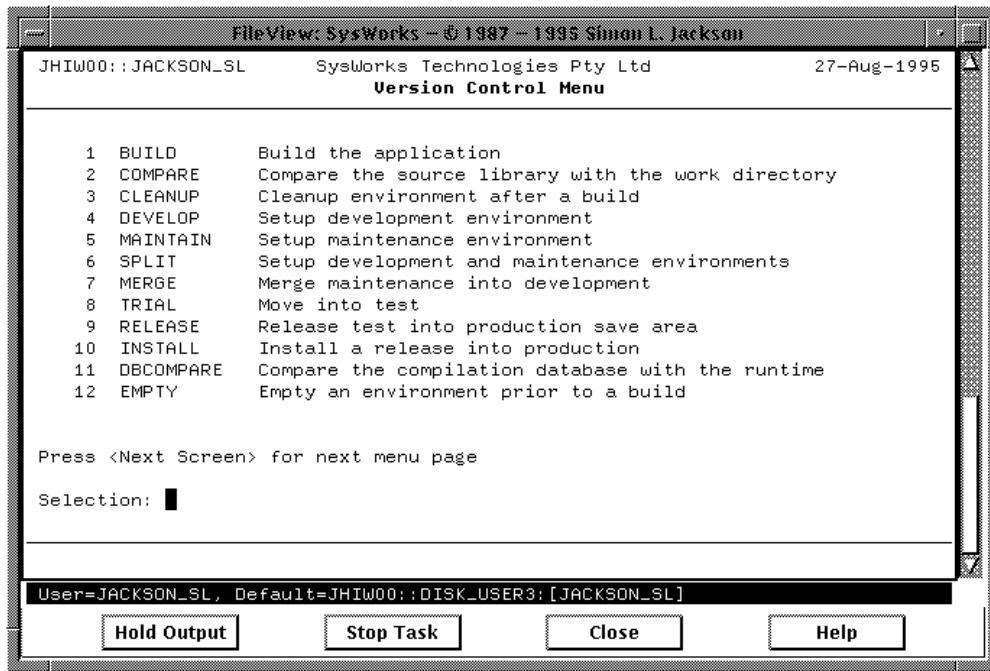 FileView: SysWorks - © 1987 - 1995 Simon L. Jackson
JHIW00::JACKSON_SL SysWorks Technologies Pty Ltd 27-Aug-1995
Version Control Menu
1 BUILD Build the application
2 COMPARE Compare the source library with the work directory
3 CLEANUP Cleanup environment after a build
4 DEVELOP Setup development environment
5 MAINTAIN Setup maintenance environment
6 SPLIT Setup development and maintenance environments
7 MERGE Merge maintenance into development
8 TRIAL Move into test
9 RELEASE Release test into production save area
10 INSTALL Install a release into production
11 DBCOMPARE Compare the compilation database with the runtime
12 EMPTY Empty an environment prior to a build
Press <Next Screen> for next menu page
Selection:
User=JACKSON_SL, Default=JHIW00::DISK_USER3:[JACKSON_SL]
Hold Output Stop Task Close Help